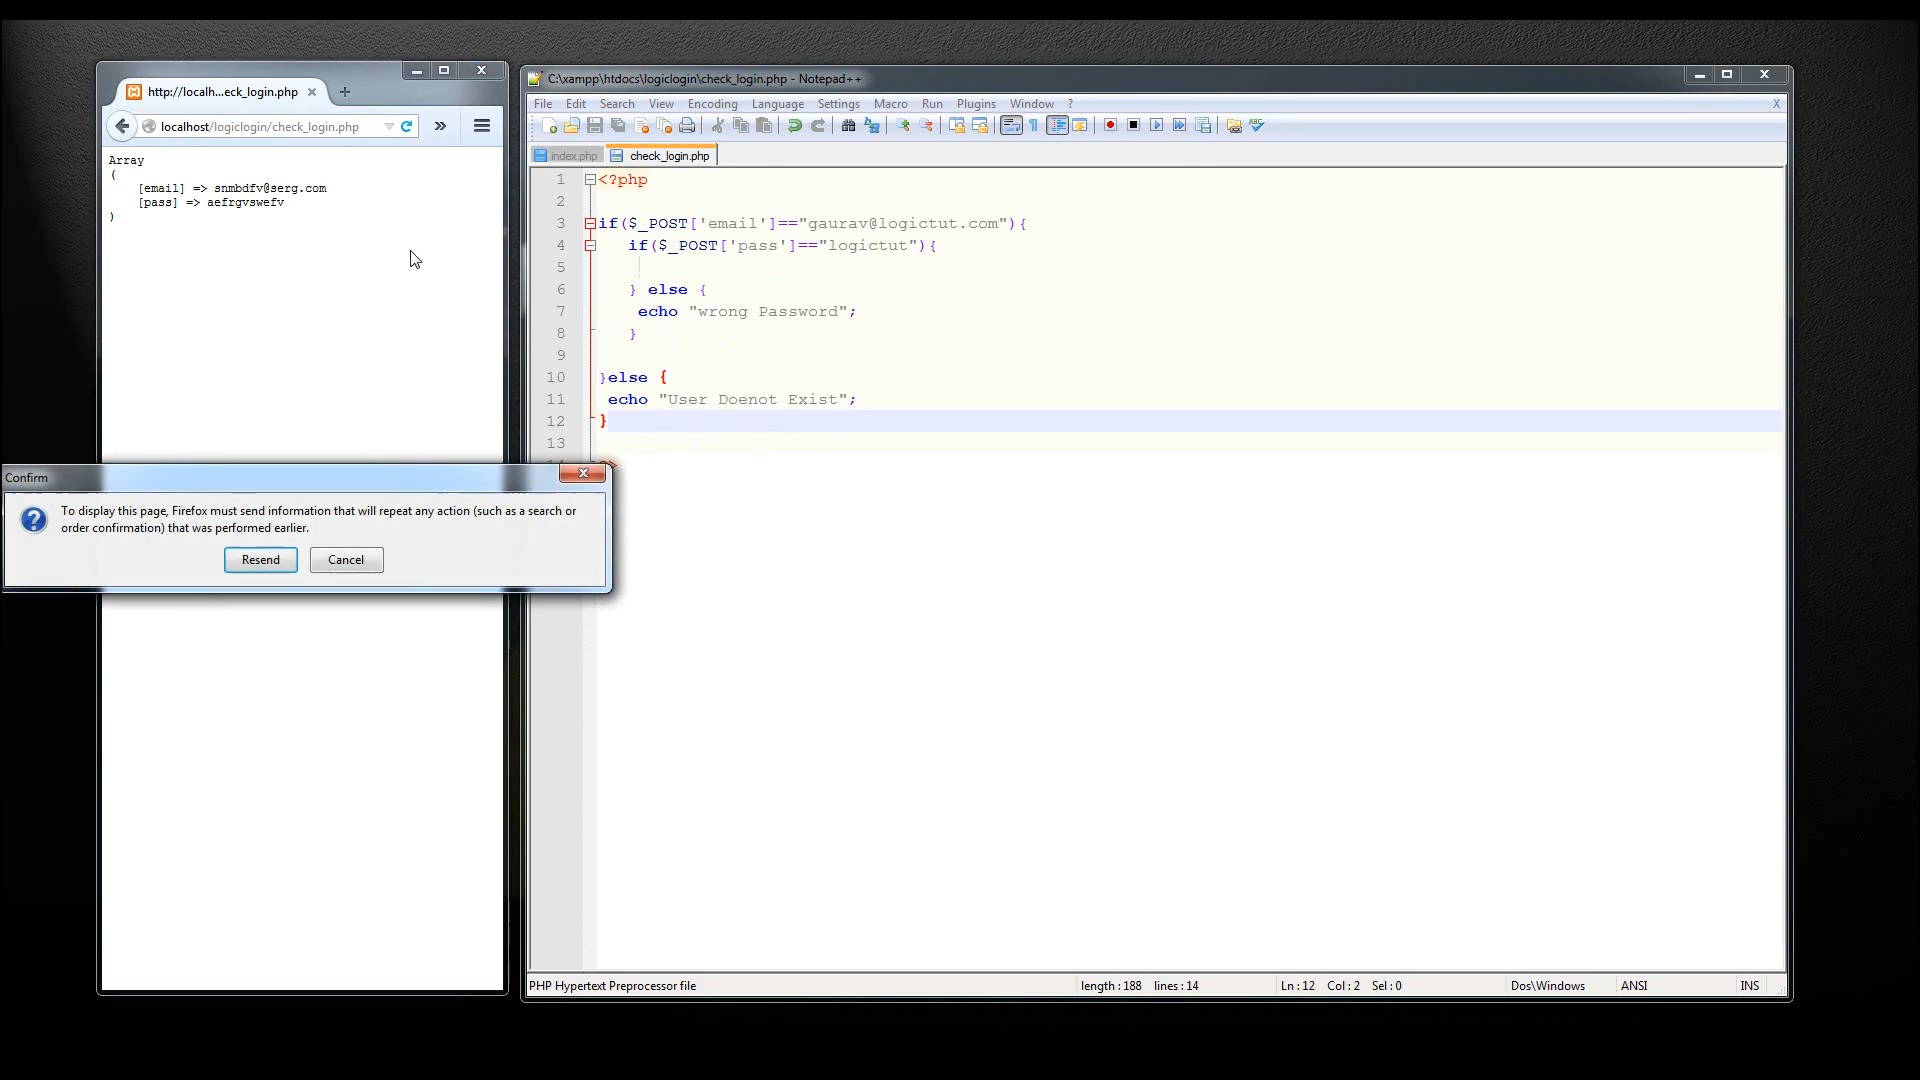 http://localh...eck_login.php
localhost/logiclogin/check_login.php
Array
(
[email] => snmbdfv@serg.com
[pass] => aefrgvswefv
)
Confirm
To display this page, Firefox must send information that will repeat any action (such as a search or
order confirmation) that was performed earlier.
Resend Cancel
C:\xampp\htdocs\logiclogin\check_login.php - Notepad++
File Edit Search View Encoding Language Settings Macro Run Plugins Window ? X
index.php check_login.php
1 <?php
2
3 if($_POST['email']=="gaurav@logictut.com"){
4 if($_POST['pass']=="logictut"){
5
6 } else {
7 echo "wrong Password";
8 }
9
10 }else {
11 echo "User Doenot Exist";
12 }
13
PHP Hypertext Preprocessor file length : 188 lines : 14 Ln : 12 Col : 2 Sel : 0 Dos\Windows ANSI INS